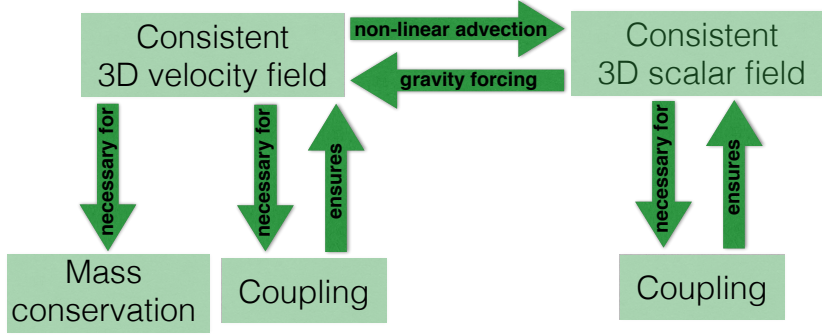 Consistent
3D velocity field
non-linear advection
gravity forcing
Consistent
3D scalar field
necessary for
necessary for
ensures
necessary for
ensures
Mass
conservation
Coupling
Coupling